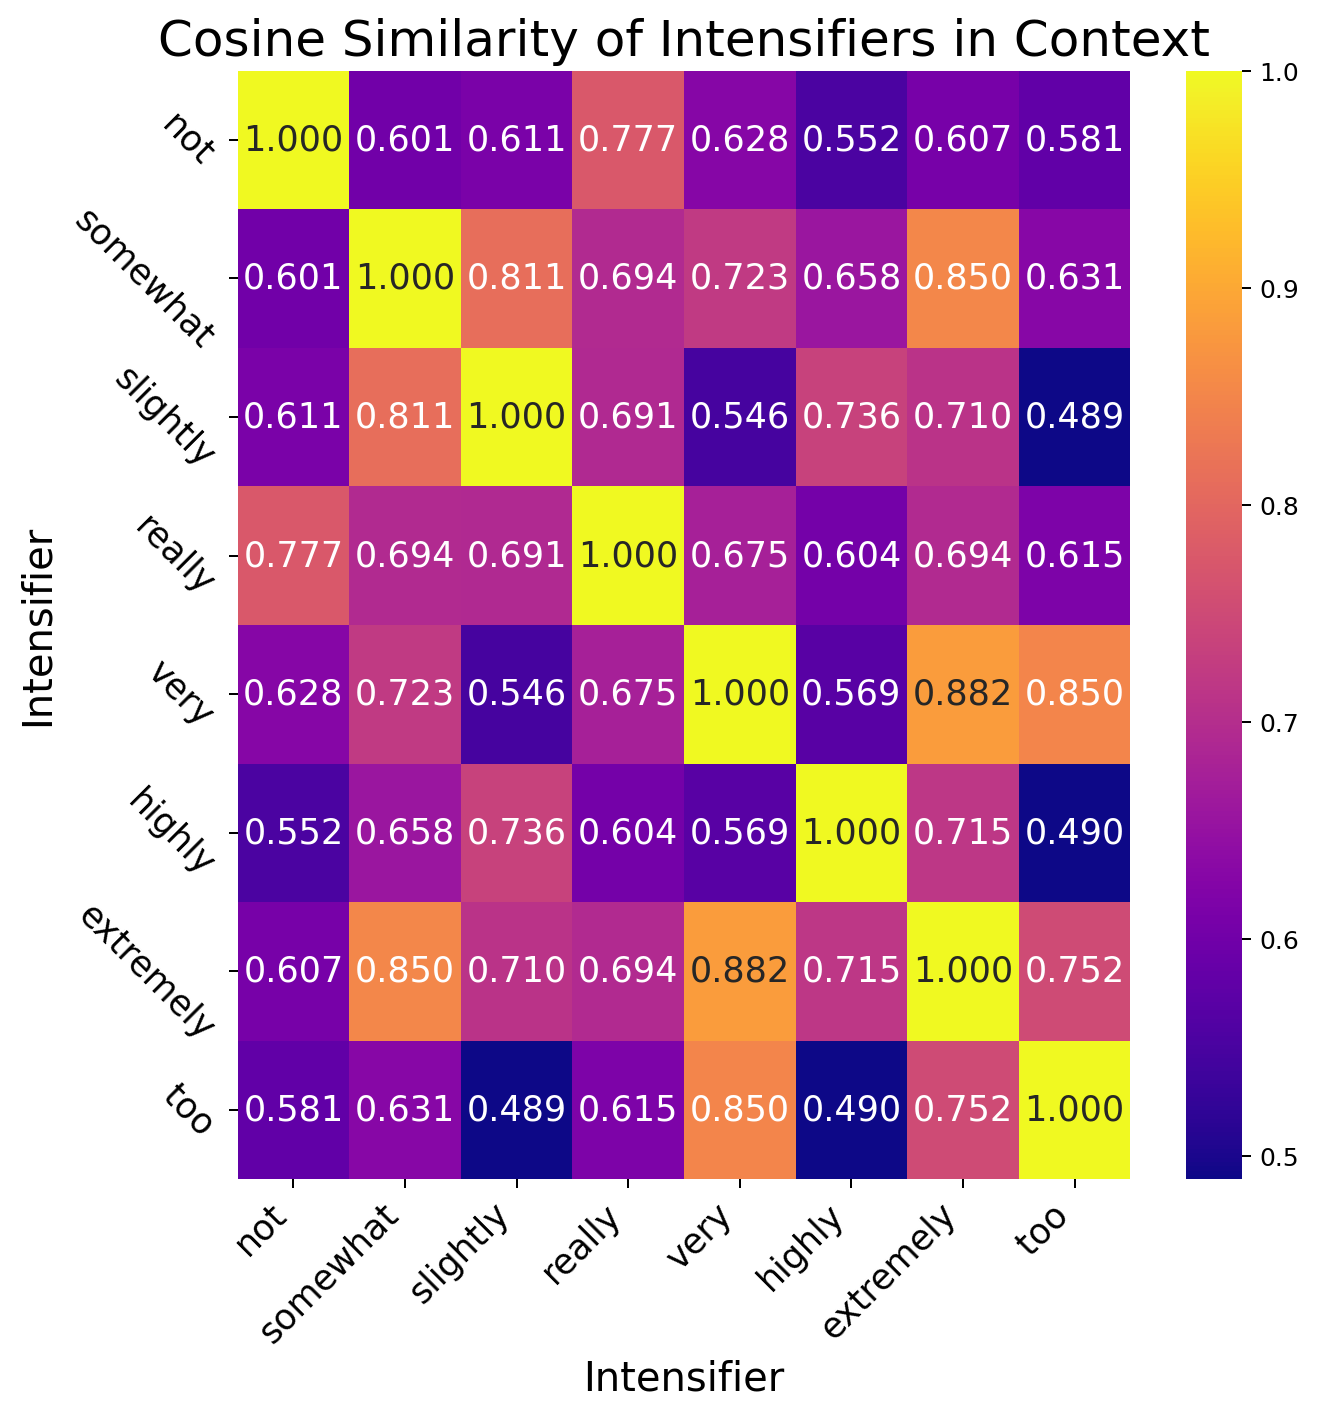 Cosine Similarity of Intensifiers in Context
not 1.000 0.601 0.611 0.777 0.628 0.552 0.607 0.581
somewhat 0.601 1.000 0.811 0.694 0.723 0.658 0.850 0.631
slightly 0.611 0.811 1.000 0.691 0.546 0.736 0.710 0.489
really 0.777 0.694 0.691 1.000 0.675 0.604 0.694 0.615
very 0.628 0.723 0.546 0.675 1.000 0.569 0.882 0.850
highly 0.552 0.658 0.736 0.604 0.569 1.000 0.715 0.490
extremely 0.607 0.850 0.710 0.694 0.882 0.715 1.000 0.752
too 0.581 0.631 0.489 0.615 0.850 0.490 0.752 1.000
not somewhat slightly really very highly extremely too
Intensifier
Intensifier
1.0
0.9
0.8
0.7
0.6
0.5